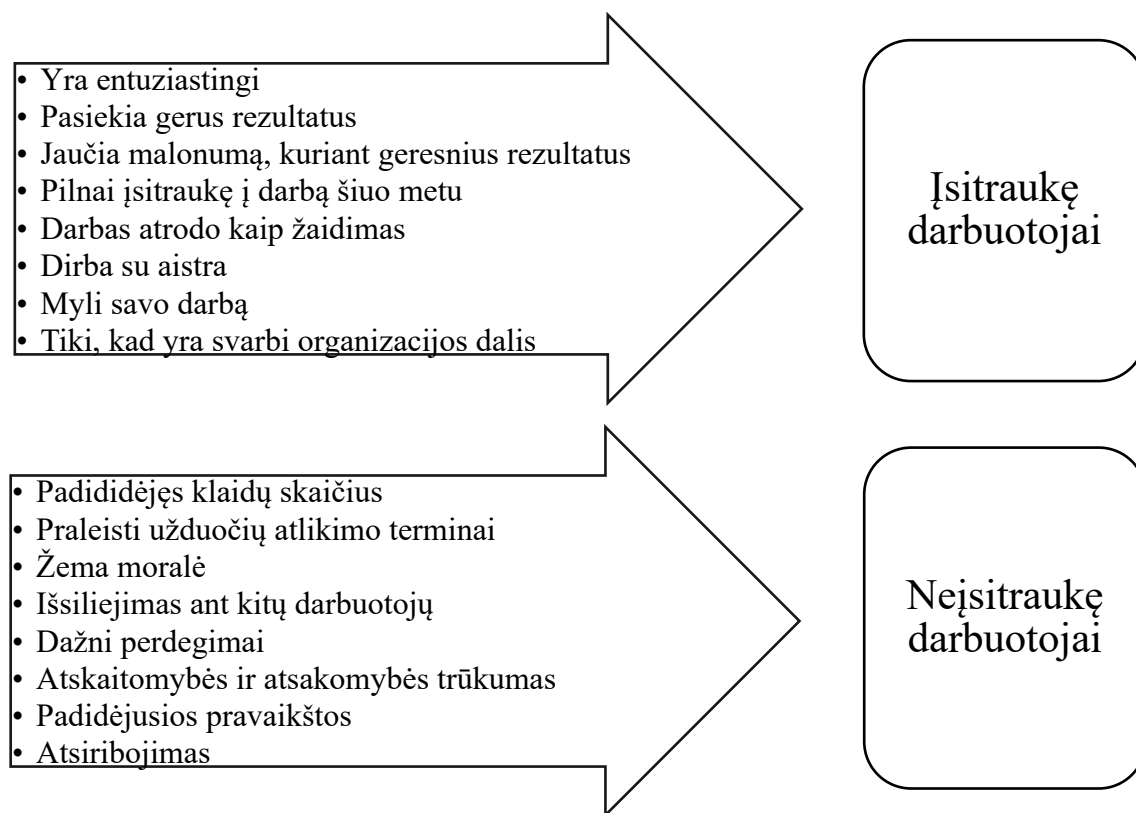 • Yra entuziastingi
• Pasiekia gerus rezultatus
• Jaučia malonumą, kuriant geresnius rezultatus
• Pilnai įsitraukę į darbą šiuo metu
• Darbas atrodo kaip žaidimas
• Dirba su aistra
• Myli savo darbą
• Tiki, kad yra svarbi organizacijos dalis
Įsitraukę
darbuotojai
• Padididėjęs klaidų skaičius
• Praleisti užduočių atlikimo terminai
• Žema moralė
• Išsiliejimas ant kitų darbuotojų
• Dažni perdegimai
• Atskaitomybės ir atsakomybės trūkumas
• Padidėjusios pravaikštos
• Atsiribojimas
Neįsitraukę
darbuotojai